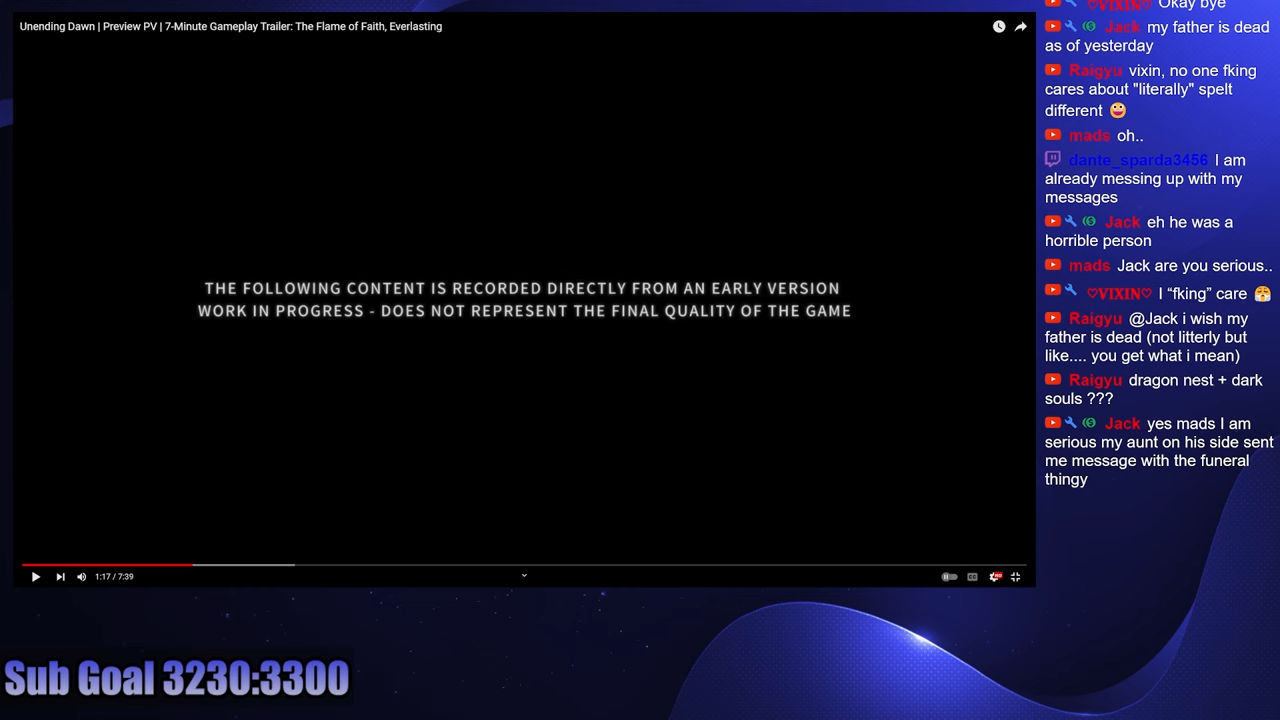 Unending Dawn | Preview PV | 7-Minute Gameplay Trailer: The Flame of Faith, Everlasting
THE FOLLOWING CONTENT IS RECORDED DIRECTLY FROM AN EARLY VERSION
WORK IN PROGRESS - DOES NOT REPRESENT THE FINAL QUALITY OF THE GAME
1:17 / 7:39
Sub Goal 3230:3300
♡VIXIN♡ Okay bye
Jack my father is dead
as of yesterday
Raigyu vixin, no one fking
cares about "literally" spelt
different
mads oh..
dante_sparda3456 I am
already messing up with my
messages
Jack eh he was a
horrible person
mads Jack are you serious..
♡VIXIN♡ I “fking” care
Raigyu @Jack i wish my
father is dead (not litterly but
like.... you get what i mean)
Raigyu dragon nest + dark
souls ???
Jack yes mads I am
serious my aunt on his side sent
me message with the funeral
thingy